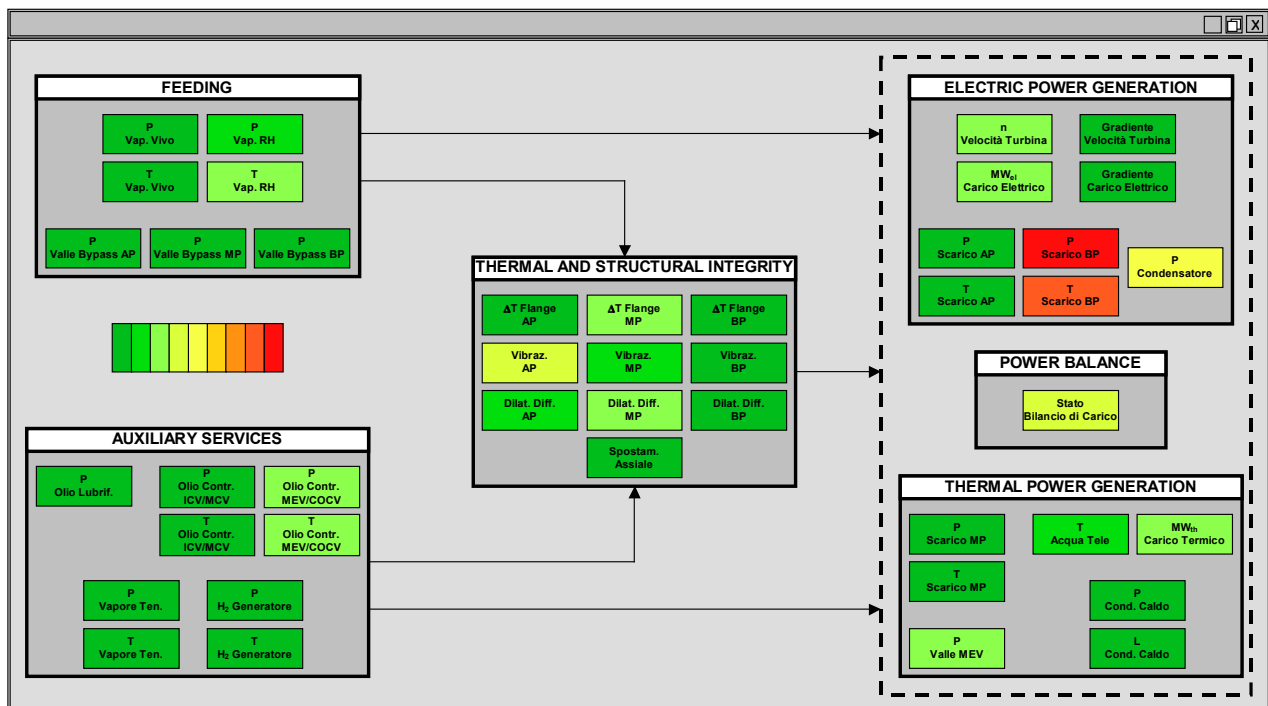 X
FEEDING
P
Vap. Vivo
P
Vap. RH
T
Vap. Vivo
T
Vap. RH
P
Valle Bypass AP
P
Valle Bypass MP
P
Valle Bypass BP
AUXILIARY SERVICES
P
Olio Lubrif.
P
Olio Contr.
ICV/MCV
P
Olio Contr.
MEV/COCV
T
Olio Contr.
ICV/MCV
T
Olio Contr.
MEV/COCV
P
Vapore Ten.
P
H₂ Generatore
T
Vapore Ten.
T
H₂ Generatore
THERMAL AND STRUCTURAL INTEGRITY
ΔT Flange
AP
ΔT Flange
MP
ΔT Flange
BP
Vibraz.
AP
Vibraz.
MP
Vibraz.
BP
Dilat. Diff.
AP
Dilat. Diff.
MP
Dilat. Diff.
BP
Spostam.
Assiale
ELECTRIC POWER GENERATION
n
Velocità Turbina
Gradiente
Velocità Turbina
MWel
Carico Elettrico
Gradiente
Carico Elettrico
P
Scarico AP
P
Scarico BP
P
Condensatore
T
Scarico AP
T
Scarico BP
POWER BALANCE
Stato
Bilancio di Carico
THERMAL POWER GENERATION
P
Scarico MP
T
Acqua Tele
MWth
Carico Termico
T
Scarico MP
P
Cond. Caldo
P
Valle MEV
L
Cond. Caldo